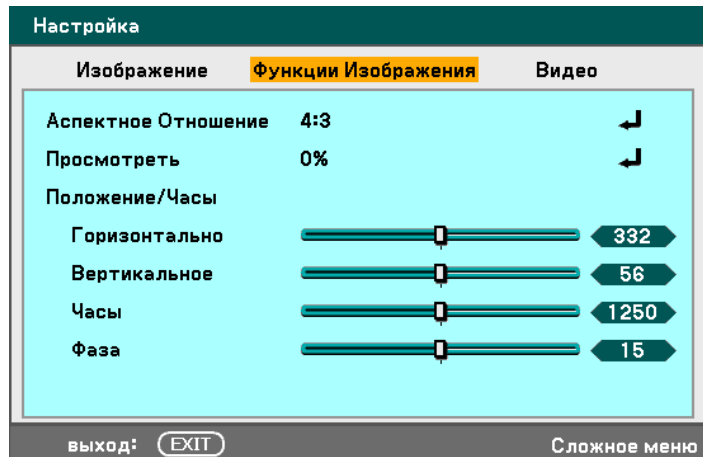 Настройка
Изображение Функции Изображения Видео
Аспектное Отношение 4:3
Просмотреть 0%
Положение/Часы
Горизонтально 332
Вертикальное 56
Часы 1250
Фаза 15
выход: EXIT Сложное меню